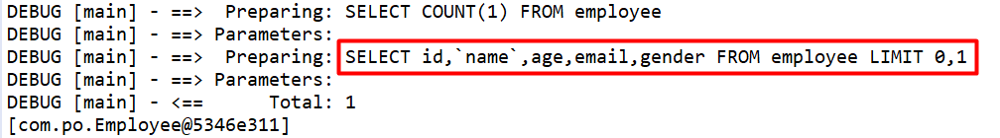 DEBUG [main] - ==>  Preparing: SELECT COUNT(1) FROM employee
DEBUG [main] - ==> Parameters:
DEBUG [main] - ==>  Preparing: SELECT id,`name`,age,email,gender FROM employee LIMIT 0,1
DEBUG [main] - ==> Parameters:
DEBUG [main] - <==      Total: 1
[com.po.Employee@5346e311]